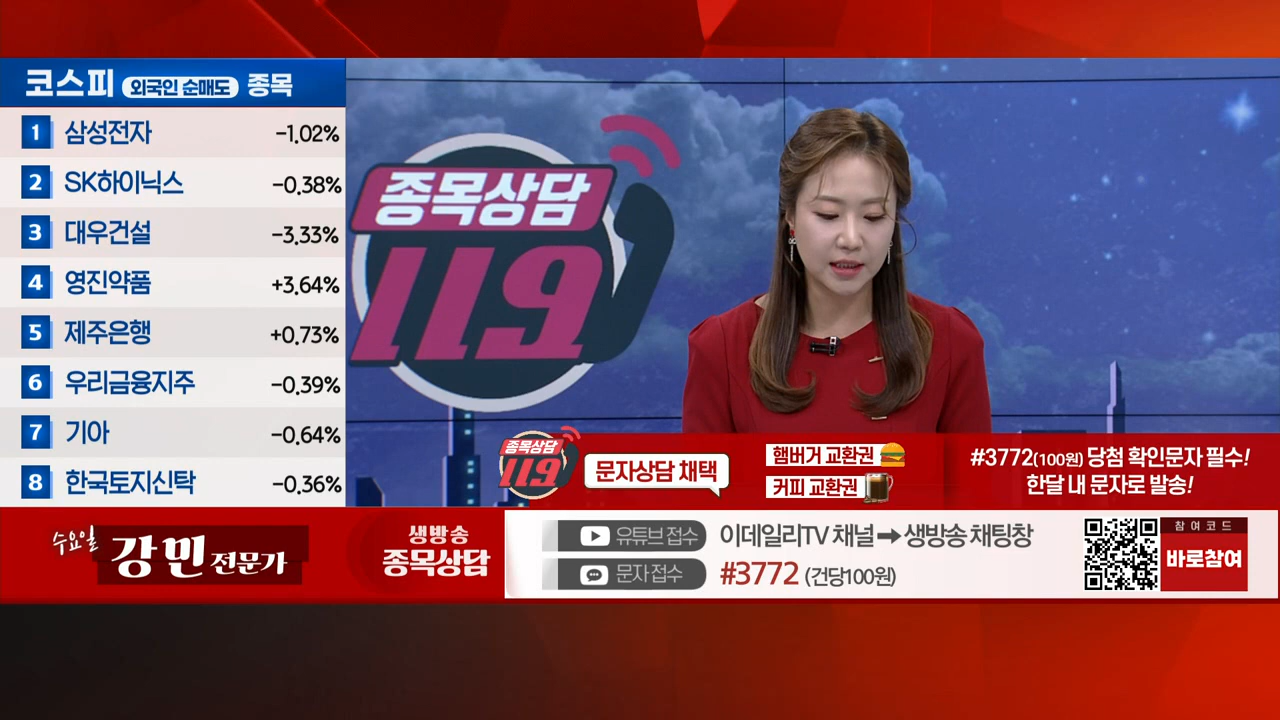 코스피 외국인 순매도 종목
1 삼성전자 -1.02%
2 SK하이닉스 -0.38%
3 대우건설 -3.33%
4 영진약품 +3.64%
5 제주은행 +0.73%
6 우리금융지주 -0.39%
7 기아 -0.64%
8 한국토지신탁 -0.36%
종목상담
119
종목상담
119
문자상담 채택
햄버거 교환권
커피 교환권
#3772(100원) 당첨 확인문자 필수!
한달 내 문자로 발송!
수요일 강민 전문가
생방송
종목상담
유튜브 접수 이데일리TV 채널 ➡ 생방송 채팅창
문자 접수 #3772 (건당100원)
참여코드
바로참여